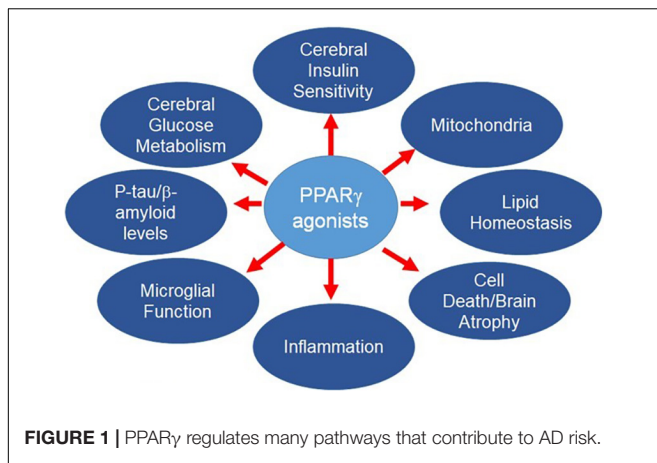 Cerebral
Insulin
Sensitivity
Cerebral
Glucose
Metabolism
Mitochondria
P-tau/β-
amyloid
levels
PPARγ
agonists
Lipid
Homeostasis
Microglial
Function
Cell
Death/Brain
Atrophy
Inflammation
FIGURE 1 | PPARγ regulates many pathways that contribute to AD risk.